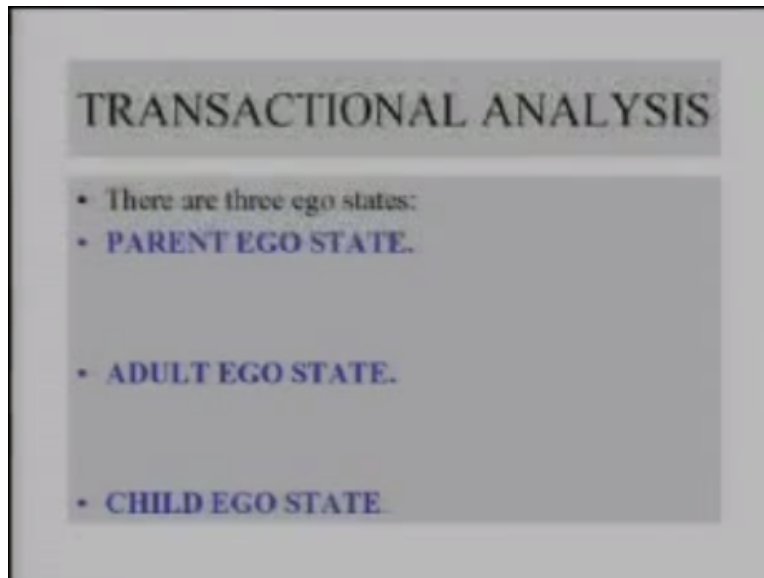 TRANSACTIONAL ANALYSIS
• There are three ego states:
• PARENT EGO STATE.
• ADULT EGO STATE.
• CHILD EGO STATE